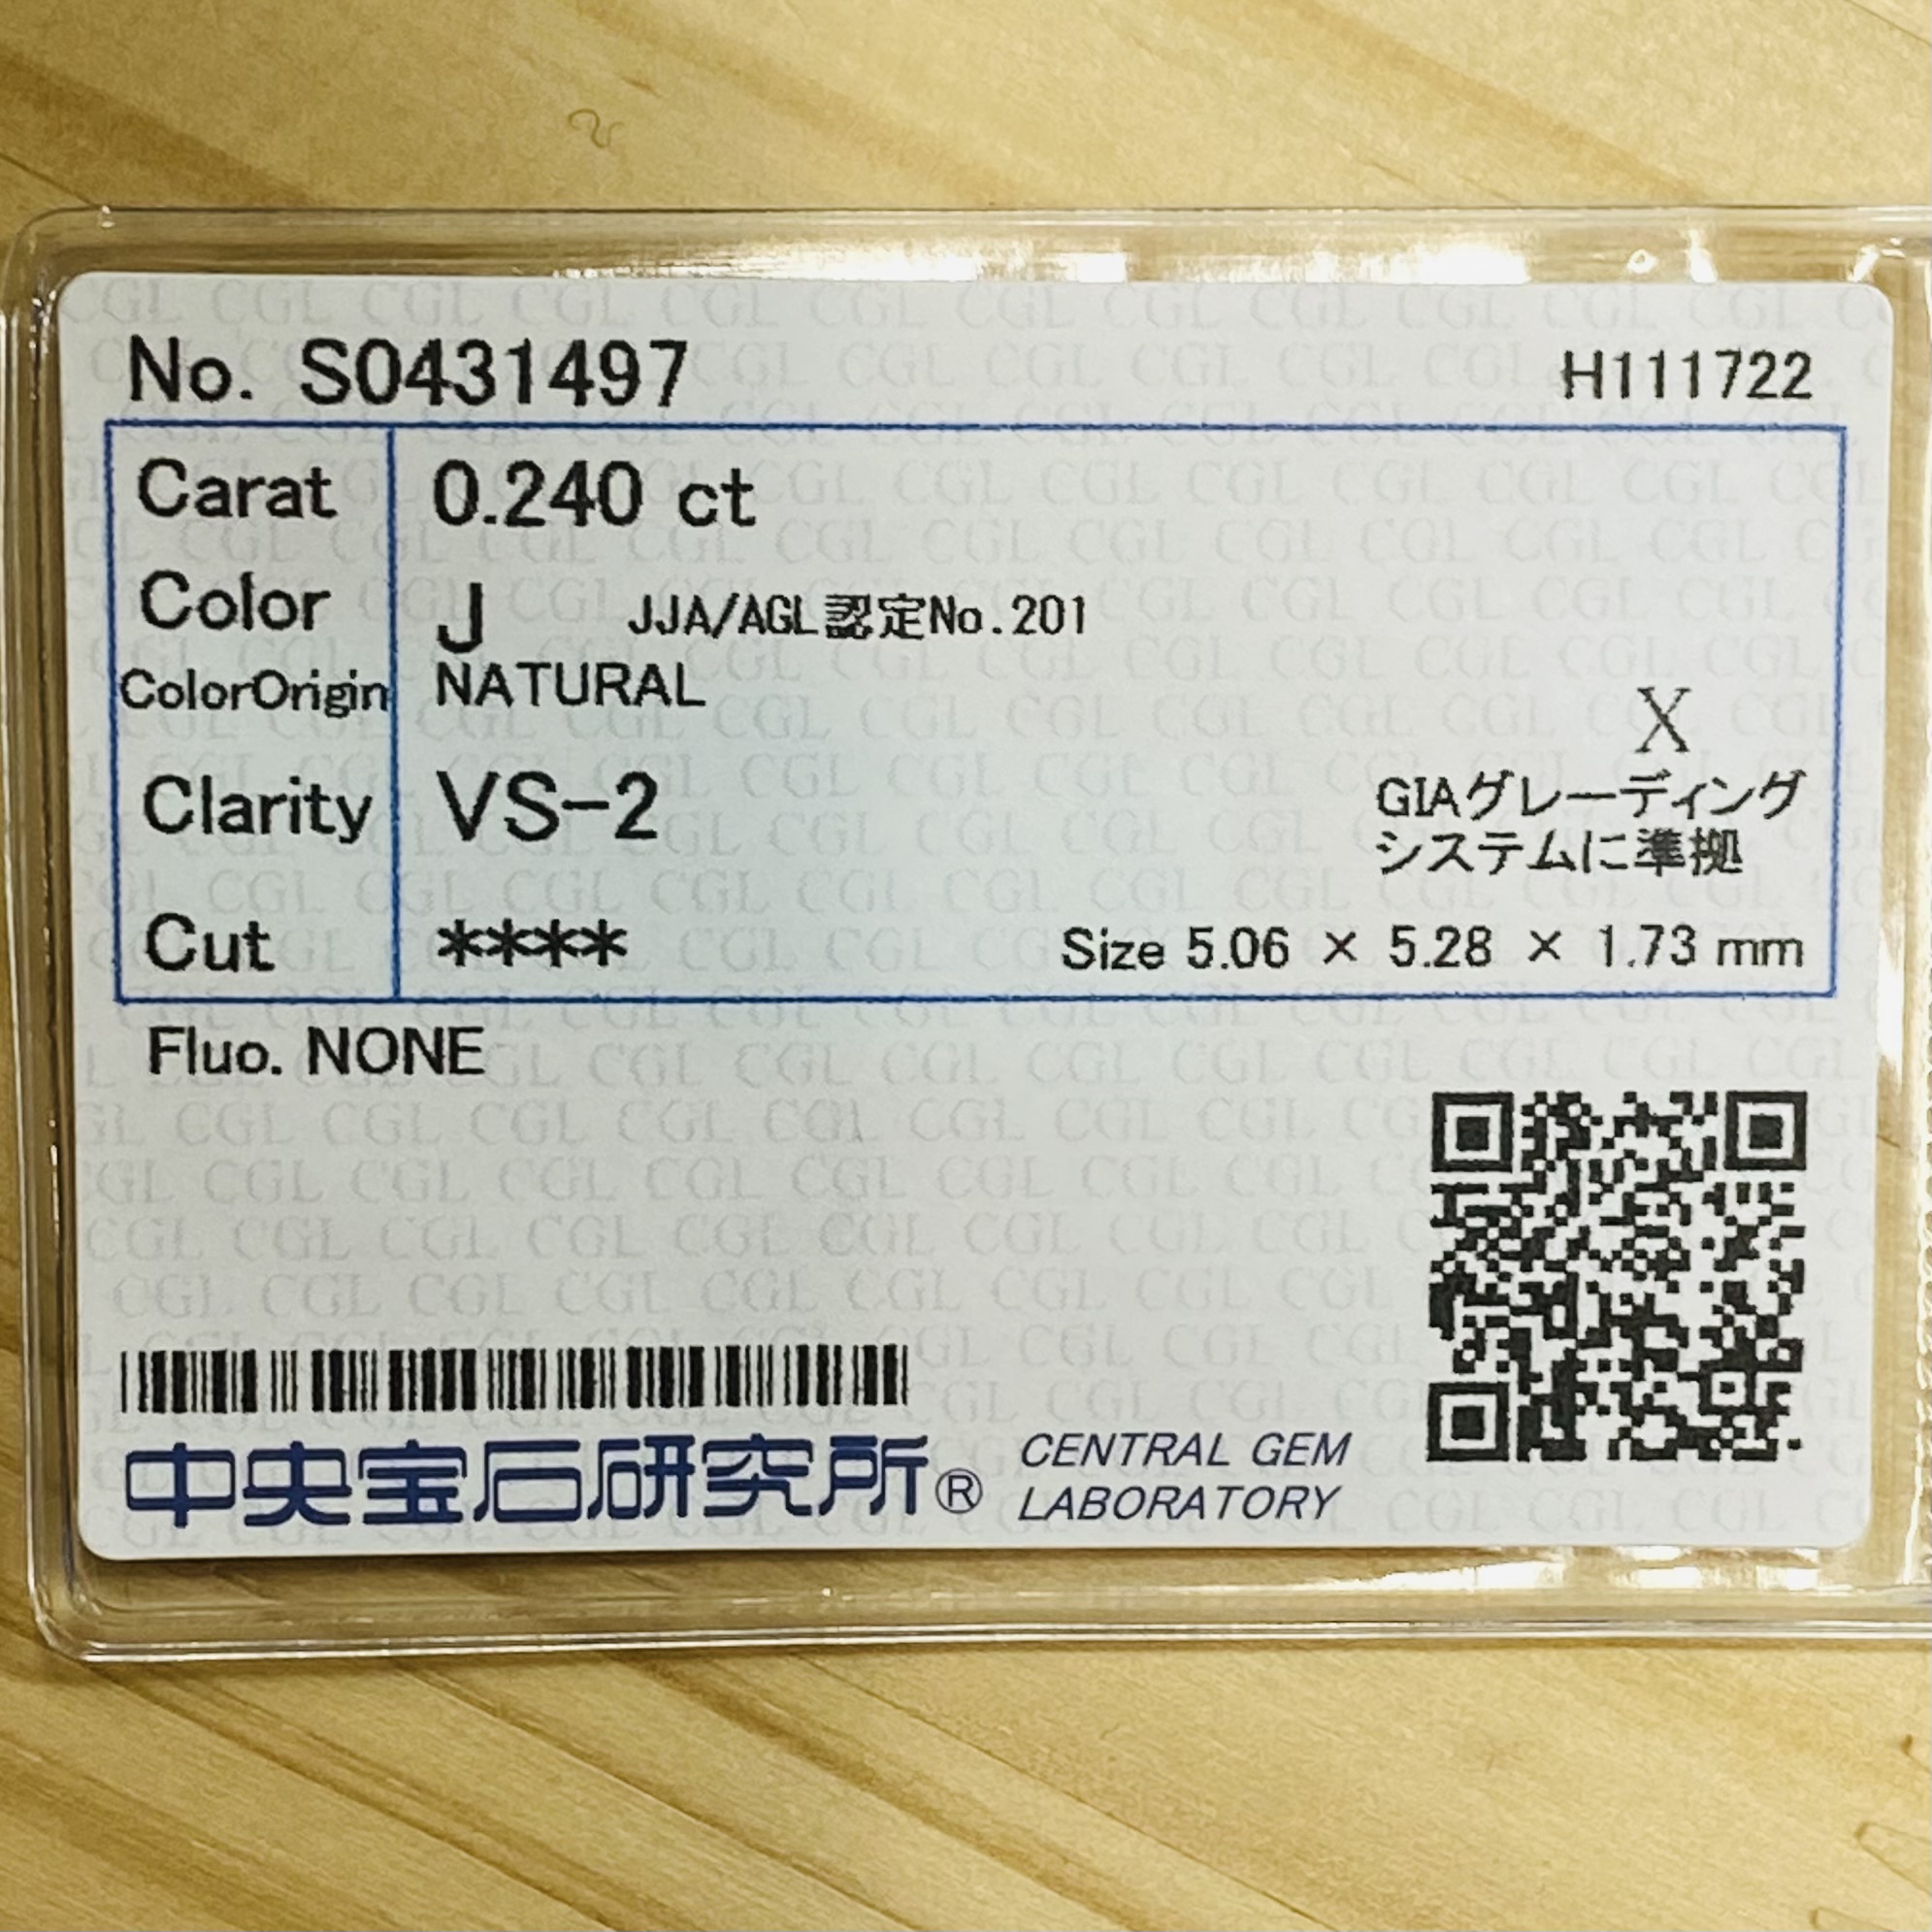 No. S0431497 H111722
Carat 0.240 ct
Color J JJA/AGL認定No.201
ColorOrigin NATURAL
X
Clarity VS-2
GIAグレーディング
システムに準拠
Cut **** Size 5.06 × 5.28 × 1.73 mm
Fluo. NONE
中央宝石研究所® CENTRAL GEM
LABORATORY